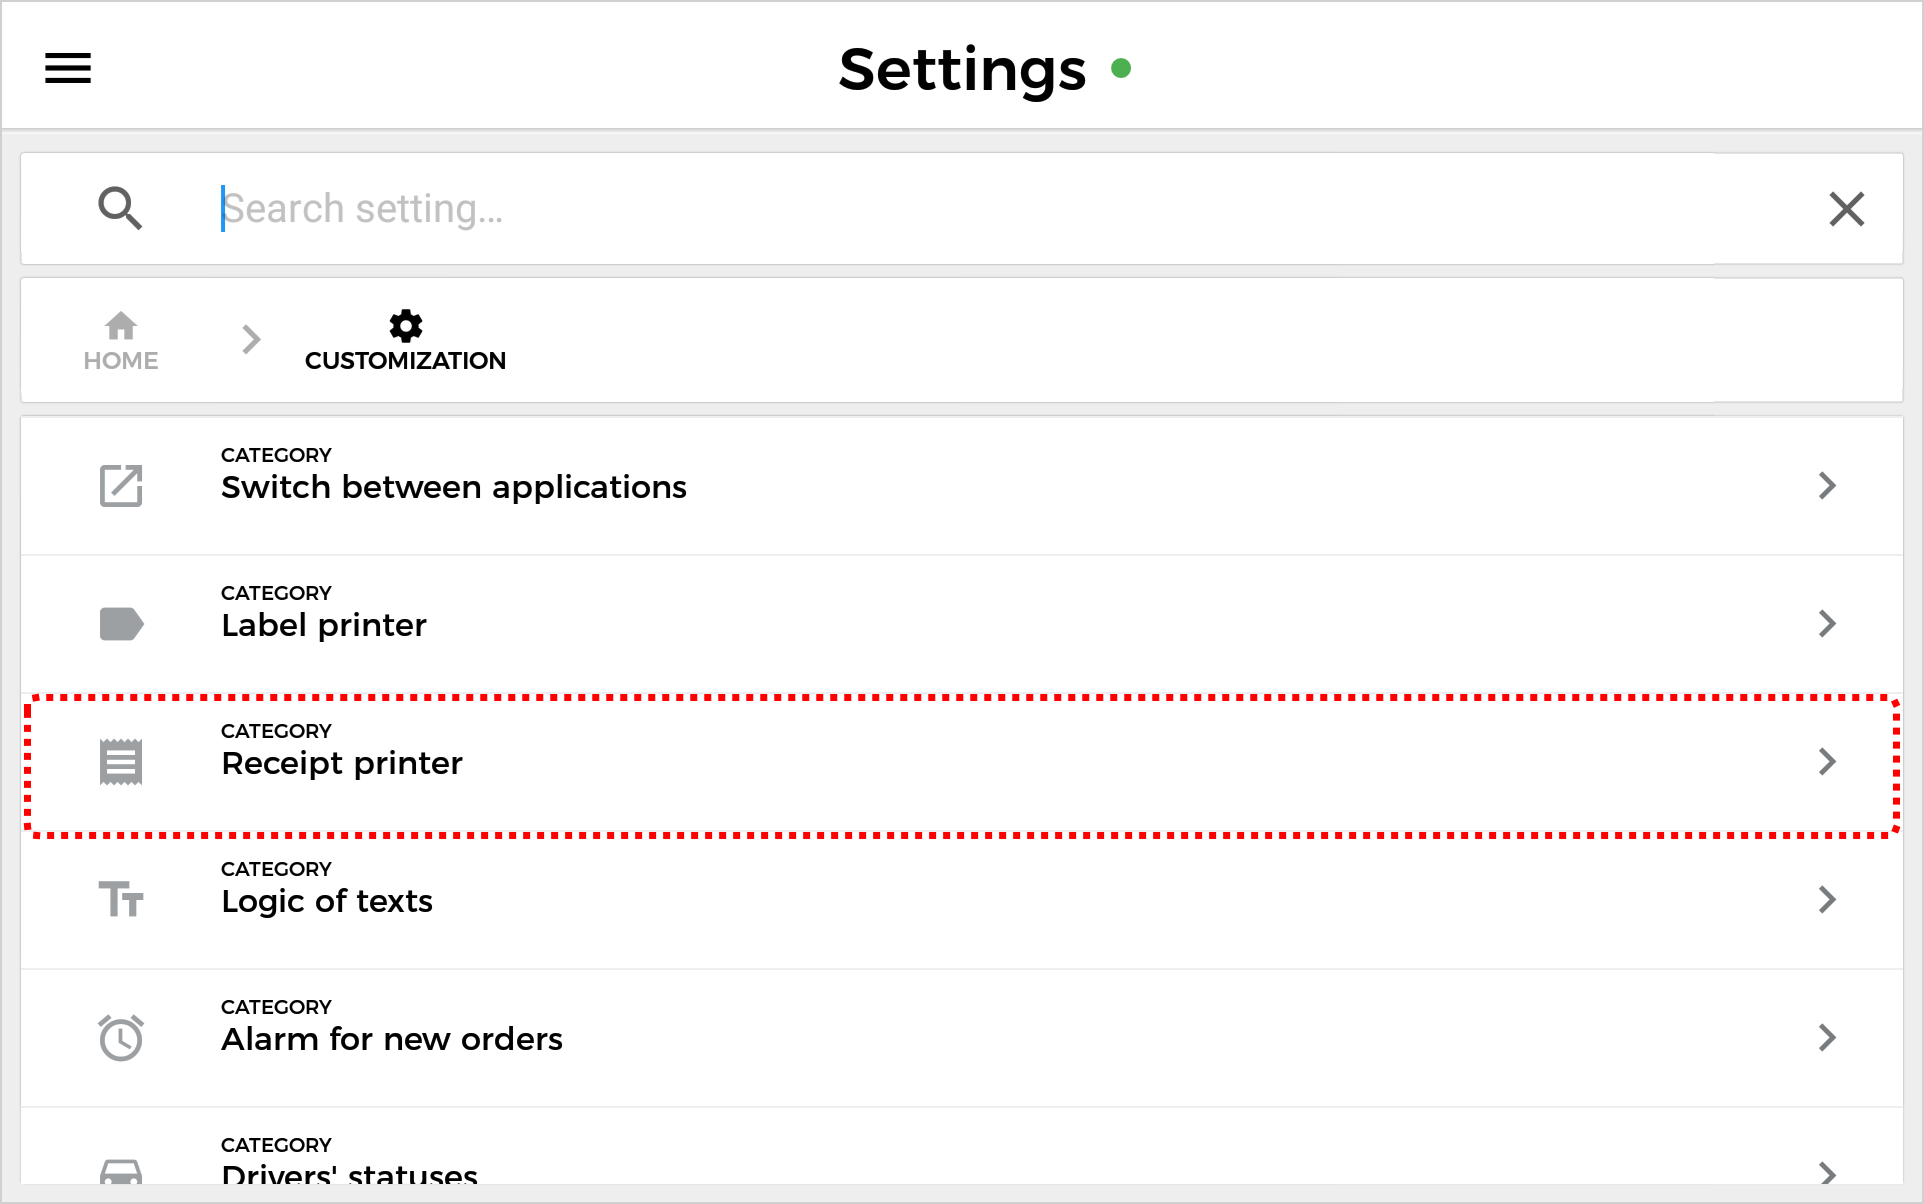 Settings
Search setting...
HOME
CUSTOMIZATION
CATEGORY
Switch between applications
CATEGORY
Label printer
CATEGORY
Receipt printer
CATEGORY
Logic of texts
CATEGORY
Alarm for new orders
CATEGORY
Drivers' statuses